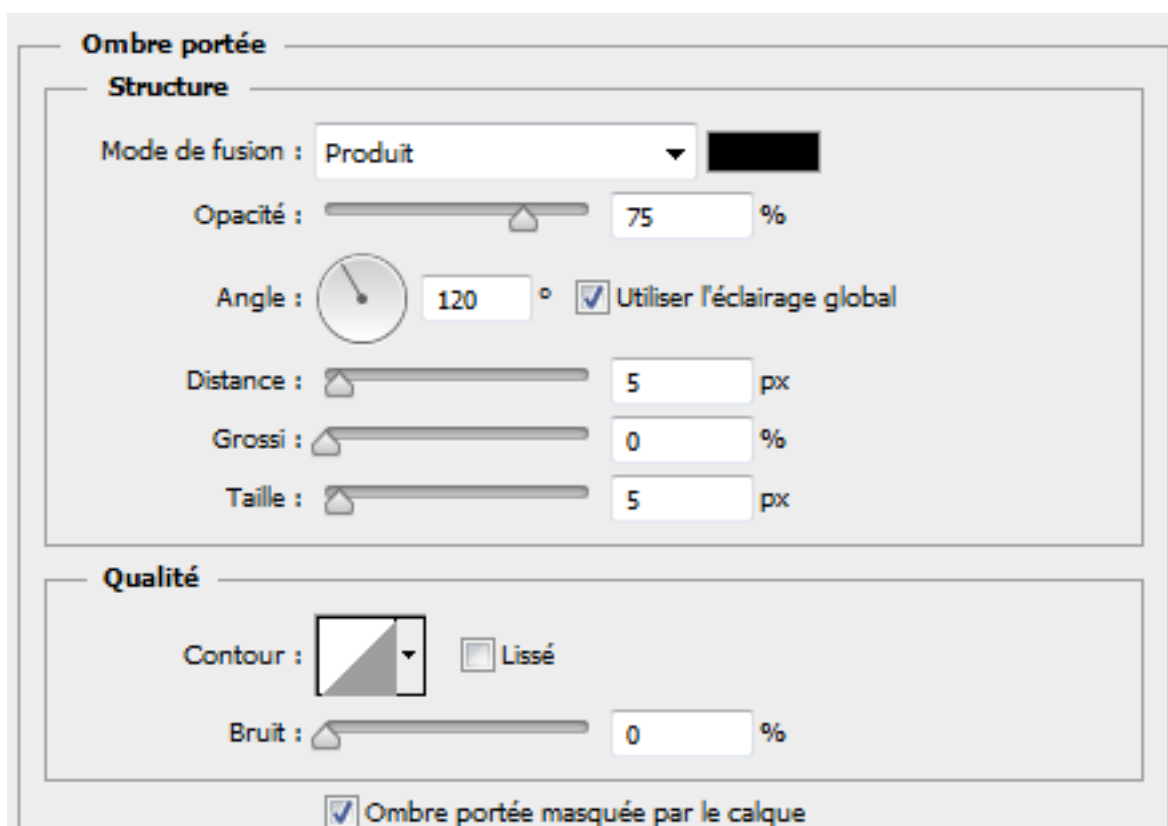 Ombre portée
Structure
Mode de fusion : Produit
Opacité : 75 %
Angle : 120 ° Utiliser l'éclairage global
Distance : 5 px
Grossi : 0 %
Taille : 5 px
Qualité
Contour : Lissé
Bruit : 0 %
Ombre portée masquée par le calque